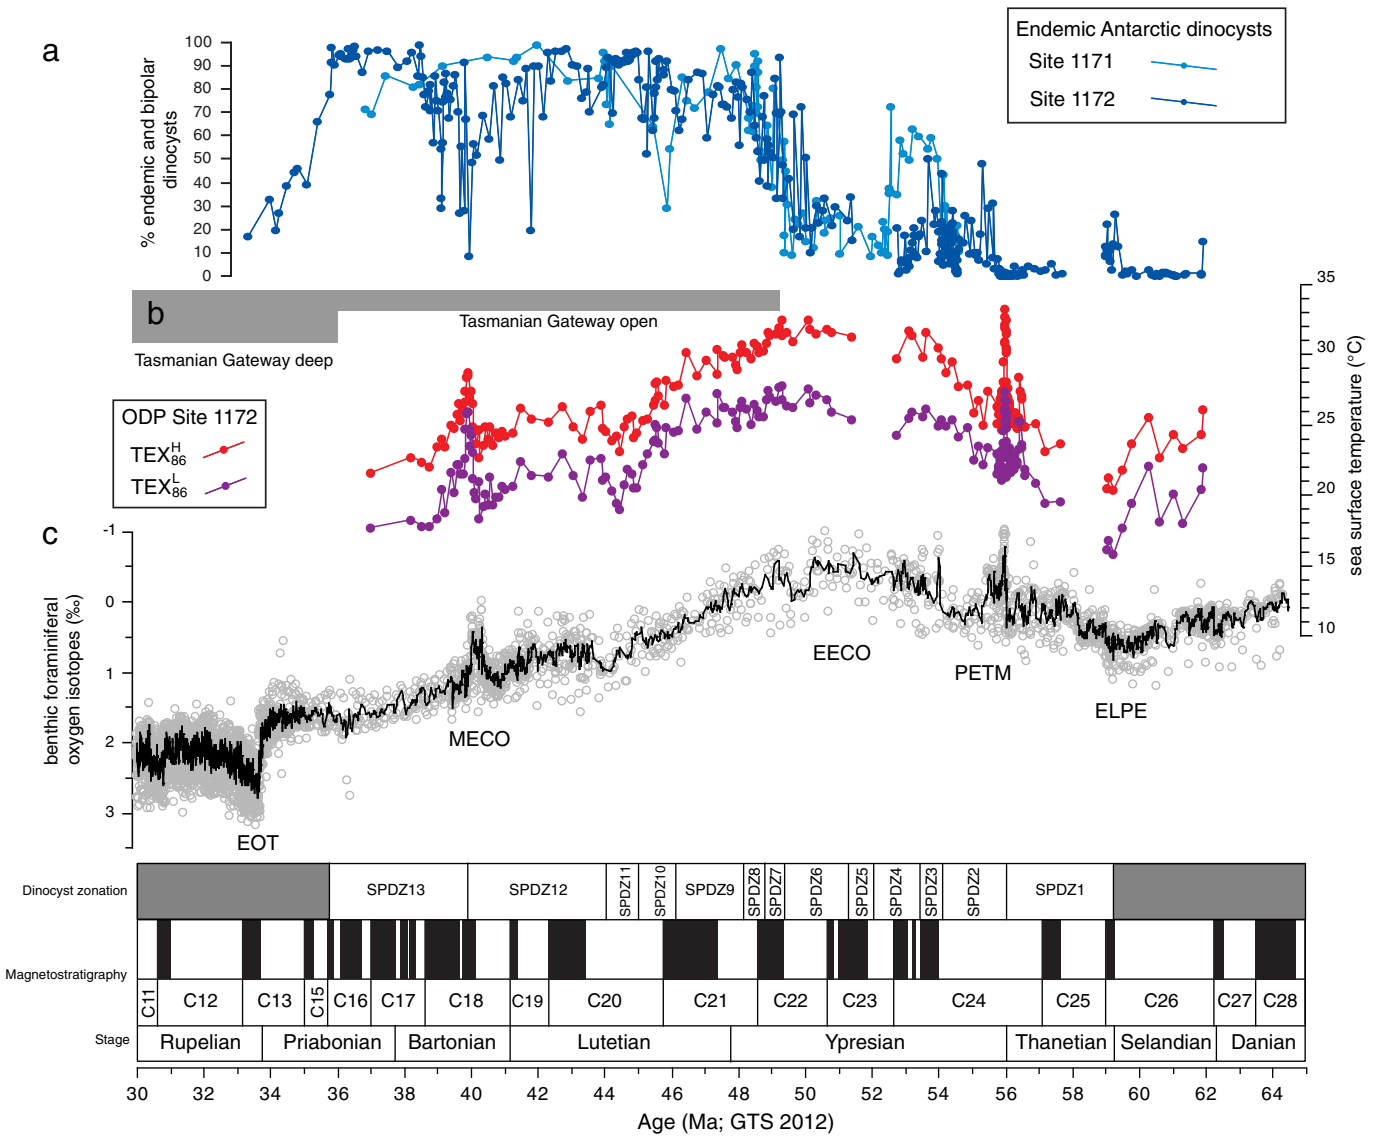 a
100
90
80
70
60
50
40
30
20
10
0
% endemic and bipolar
dinocysts
Endemic Antarctic dinocysts
Site 1171
Site 1172
b
Tasmanian Gateway open
Tasmanian Gateway deep
ODP Site 1172
TEX86H
TEX86L
35
30
25
20
15
10
sea surface temperature (°C)
c
-1
0
1
2
3
benthic foraminiferal
oxygen isotopes (‰)
EOT
MECO
EECO
PETM
ELPE
Dinocyst zonation
SPDZ13
SPDZ12
SPDZ11
SPDZ10
SPDZ9
SPDZ8
SPDZ7
SPDZ6
SPDZ5
SPDZ4
SPDZ3
SPDZ2
SPDZ1
Magnetostratigraphy
C11
C12
C13
C15
C16
C17
C18
C19
C20
C21
C22
C23
C24
C25
C26
C27
C28
Stage
Rupelian
Priabonian
Bartonian
Lutetian
Ypresian
Thanetian
Selandian
Danian
30 32 34 36 38 40 42 44 46 48 50 52 54 56 58 60 62 64
Age (Ma; GTS 2012)